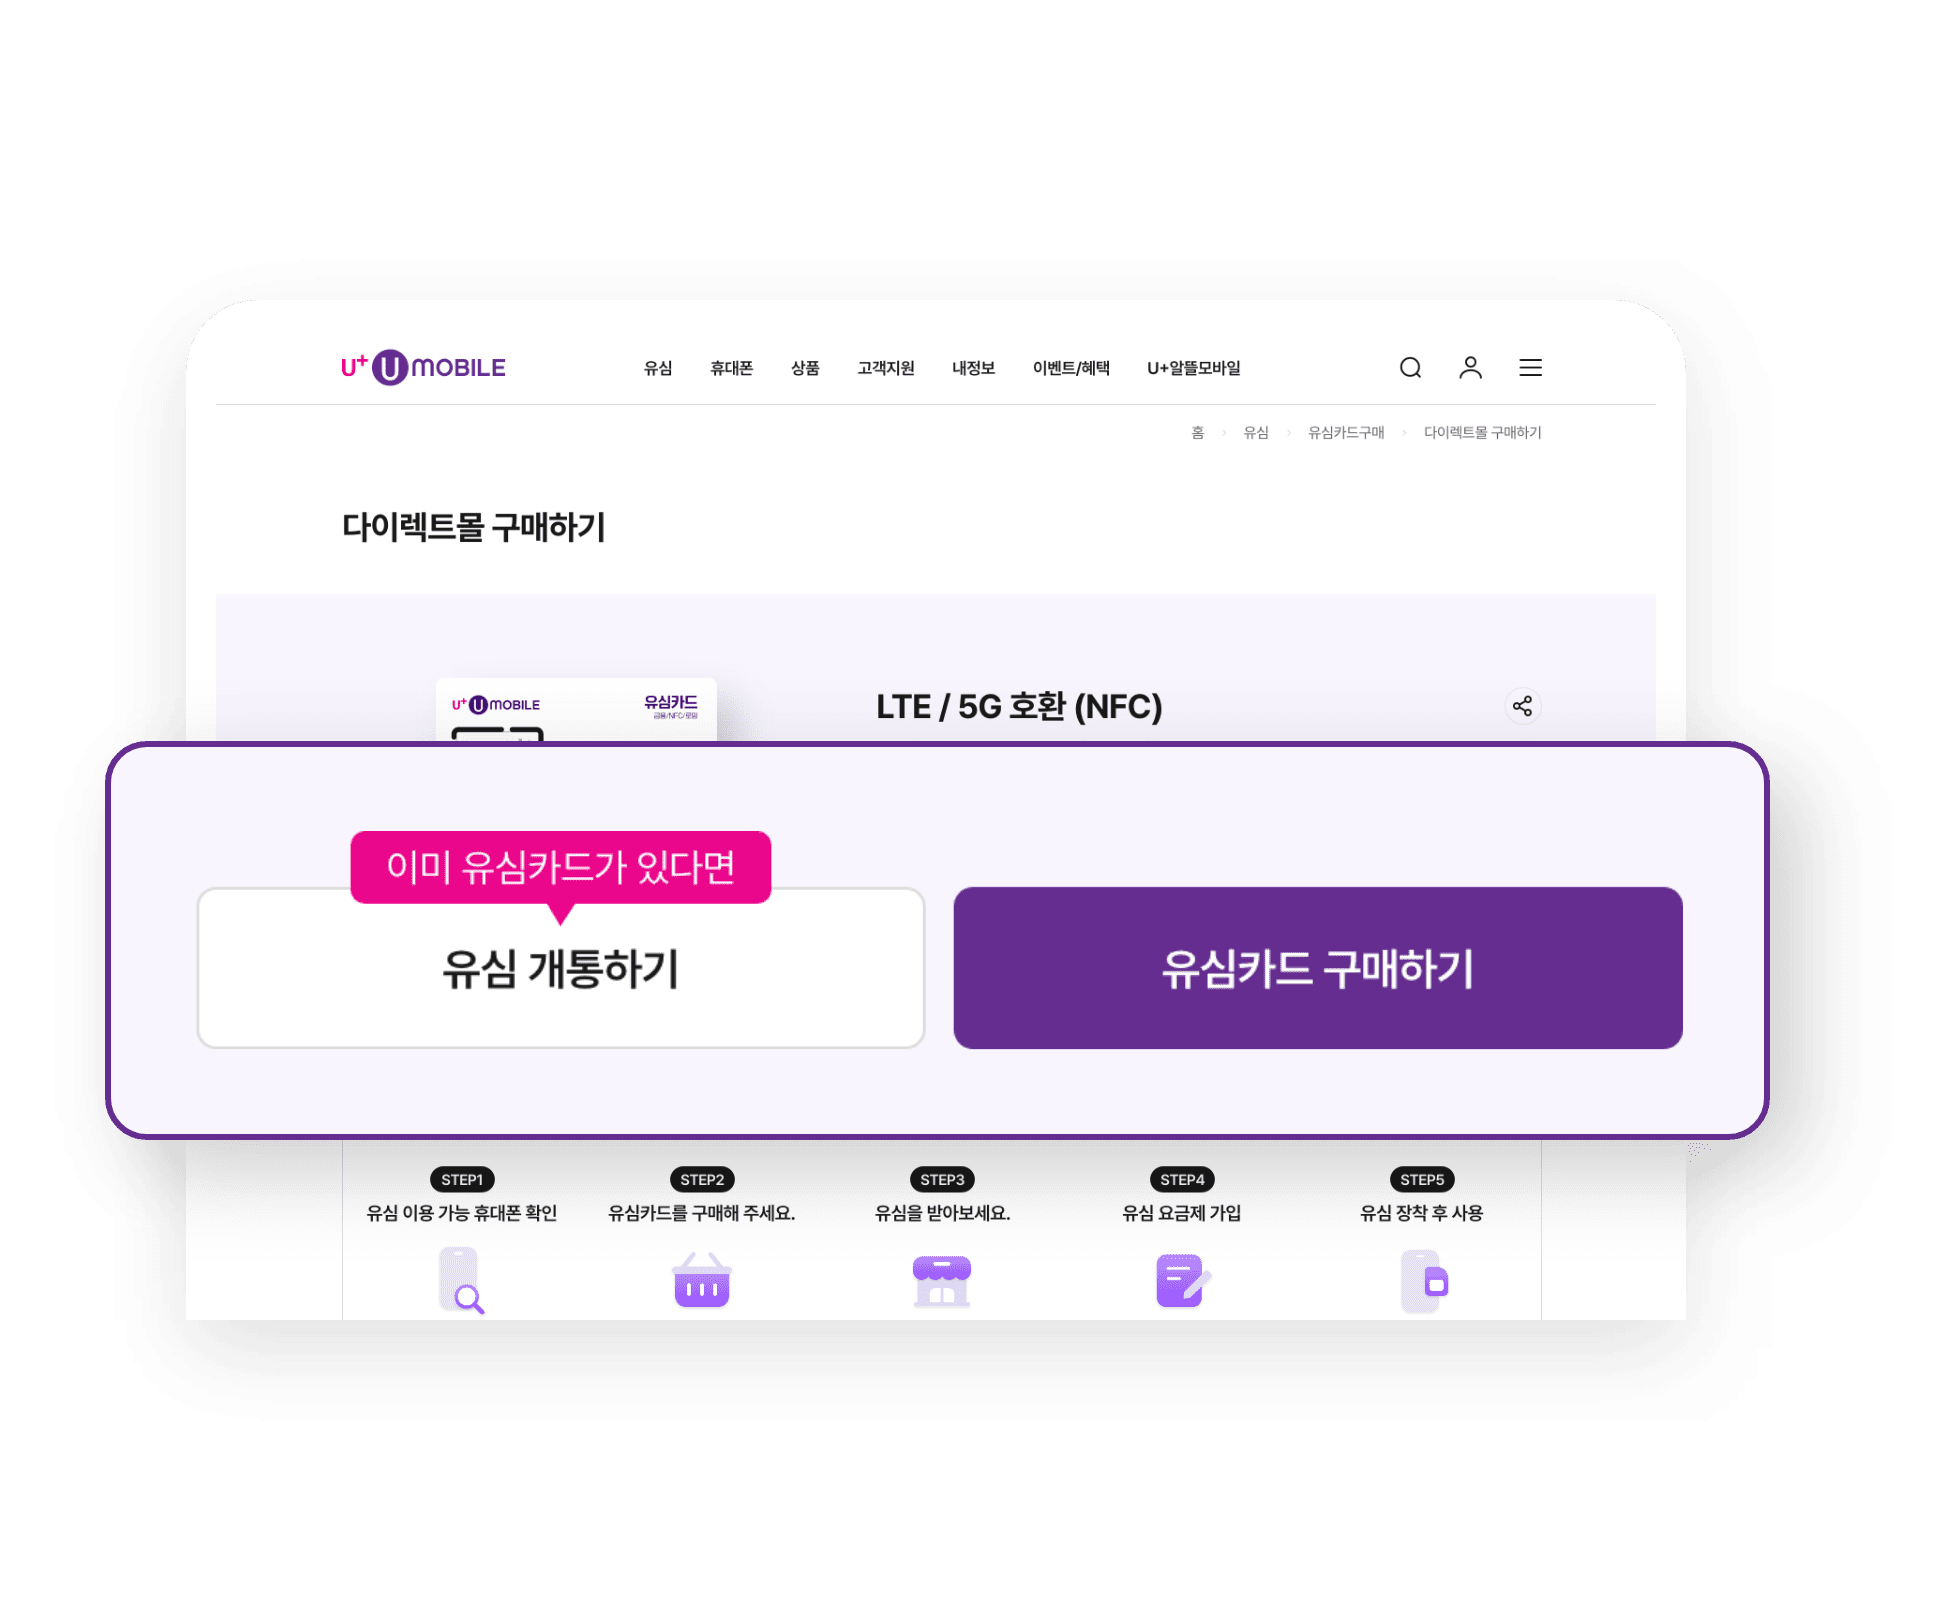 U+ U MOBILE 유심 휴대폰 상품 고객지원 내정보 이벤트/혜택 U+알뜰모바일
홈 > 유심 > 유심카드구매 > 다이렉트몰 구매하기
다이렉트몰 구매하기
U+ U MOBILE 유심카드
금융/NFC/로밍
LTE / 5G 호환 (NFC)
이미 유심카드가 있다면
유심 개통하기
유심카드 구매하기
STEP1
유심 이용 가능 휴대폰 확인
STEP2
유심카드를 구매해 주세요.
STEP3
유심을 받아보세요.
STEP4
유심 요금제 가입
STEP5
유심 장착 후 사용